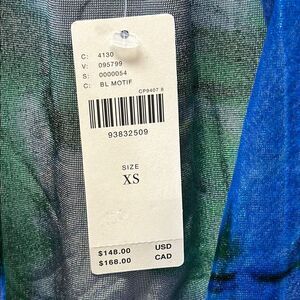 C: 4130
V: 095799
S: 0000054
C: BL MOTIF
CP9407 8
93832509
SIZE
XS
$148.00 USD
$168.00 CAD